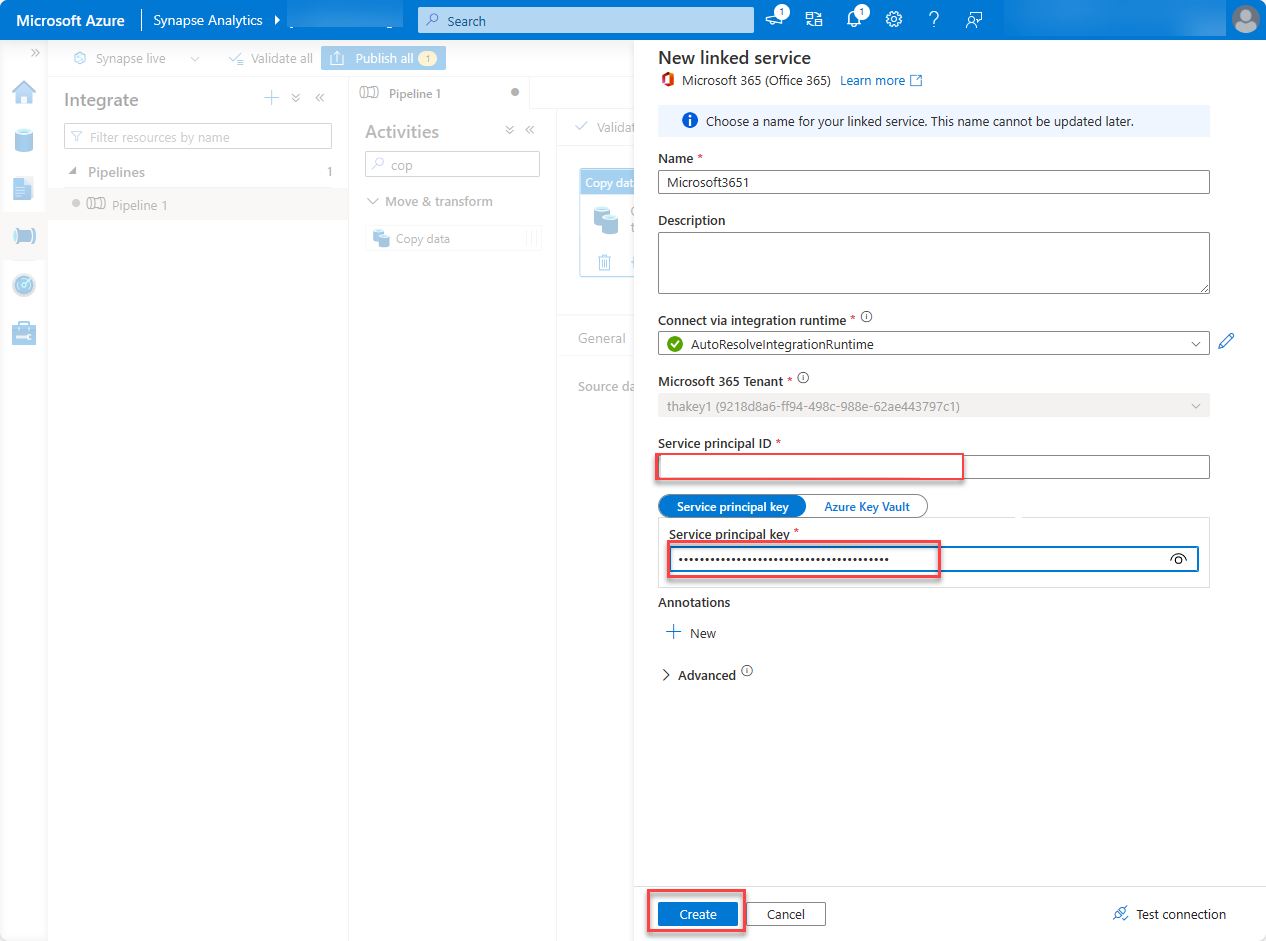 Microsoft Azure
Synapse Analytics
Search
1
1
Synapse live
Validate all
Publish all
1
Integrate
Filter resources by name
Pipelines
1
Pipeline 1
Pipeline 1
Activities
cop
Move & transform
Copy data
Validat
Copy dat
General
Source da
New linked service
Microsoft 365 (Office 365)
Learn more
Choose a name for your linked service. This name cannot be updated later.
Name *
Microsoft3651
Description
Connect via integration runtime *
AutoResolveIntegrationRuntime
Microsoft 365 Tenant *
thakey1 (9218d8a6-ff94-498c-988e-62ae443797c1)
Service principal ID *
Service principal key
Azure Key Vault
Service principal key *
••••••••••••••••••••••••••••••••••••••••
Annotations
New
Advanced
Create
Cancel
Test connection